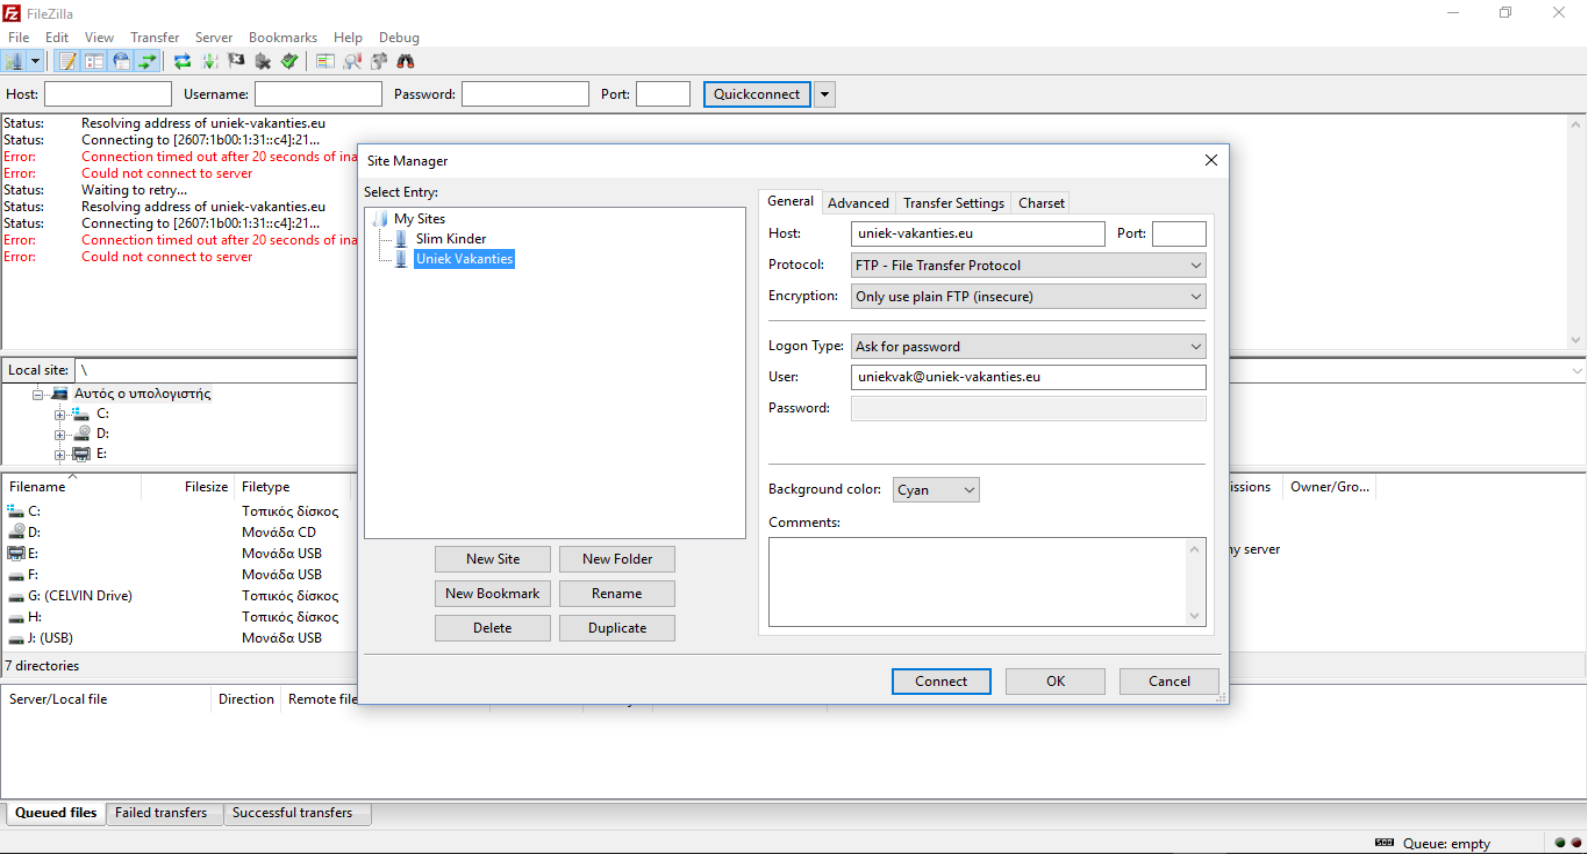 FileZilla
File Edit View Transfer Server Bookmarks Help Debug
Host: Username: Password: Port: Quickconnect
Status: Resolving address of uniek-vakanties.eu
Status: Connecting to [2607:1b00:1:31::c4]:21...
Error: Connection timed out after 20 seconds of ina
Error: Could not connect to server
Status: Waiting to retry...
Status: Resolving address of uniek-vakanties.eu
Status: Connecting to [2607:1b00:1:31::c4]:21...
Error: Connection timed out after 20 seconds of ina
Error: Could not connect to server
Local site: \
Αυτός ο υπολογιστής
C:
D:
E:
Filename Filesize Filetype
C: Τοπικός δίσκος
D: Μονάδα CD
E: Μονάδα USB
F: Μονάδα USB
G: (CELVIN Drive) Τοπικός δίσκος
H: Τοπικός δίσκος
J: (USB) Μονάδα USB
7 directories
Site Manager
Select Entry:
My Sites
Slim Kinder
Uniek Vakanties
New Site New Folder
New Bookmark Rename
Delete Duplicate
General Advanced Transfer Settings Charset
Host: uniek-vakanties.eu Port:
Protocol: FTP - File Transfer Protocol
Encryption: Only use plain FTP (insecure)
Logon Type: Ask for password
User: uniekvak@uniek-vakanties.eu
Password:
Background color: Cyan
Comments:
Connect OK Cancel
issions Owner/Gro...
ny server
Server/Local file Direction Remote file
Queued files Failed transfers Successful transfers
Queue: empty